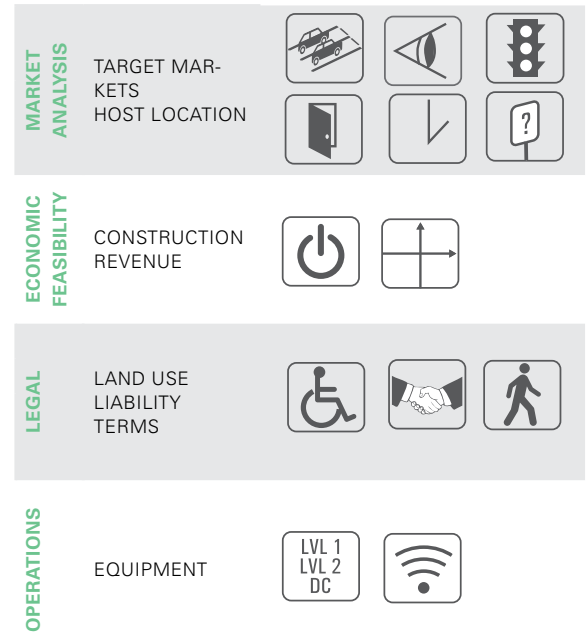 MARKET
ANALYSIS
TARGET MAR-
KETS
HOST LOCATION
?
ECONOMIC
FEASIBILITY
CONSTRUCTION
REVENUE
LEGAL
LAND USE
LIABILITY
TERMS
OPERATIONS
EQUIPMENT
LVL 1
LVL 2
DC